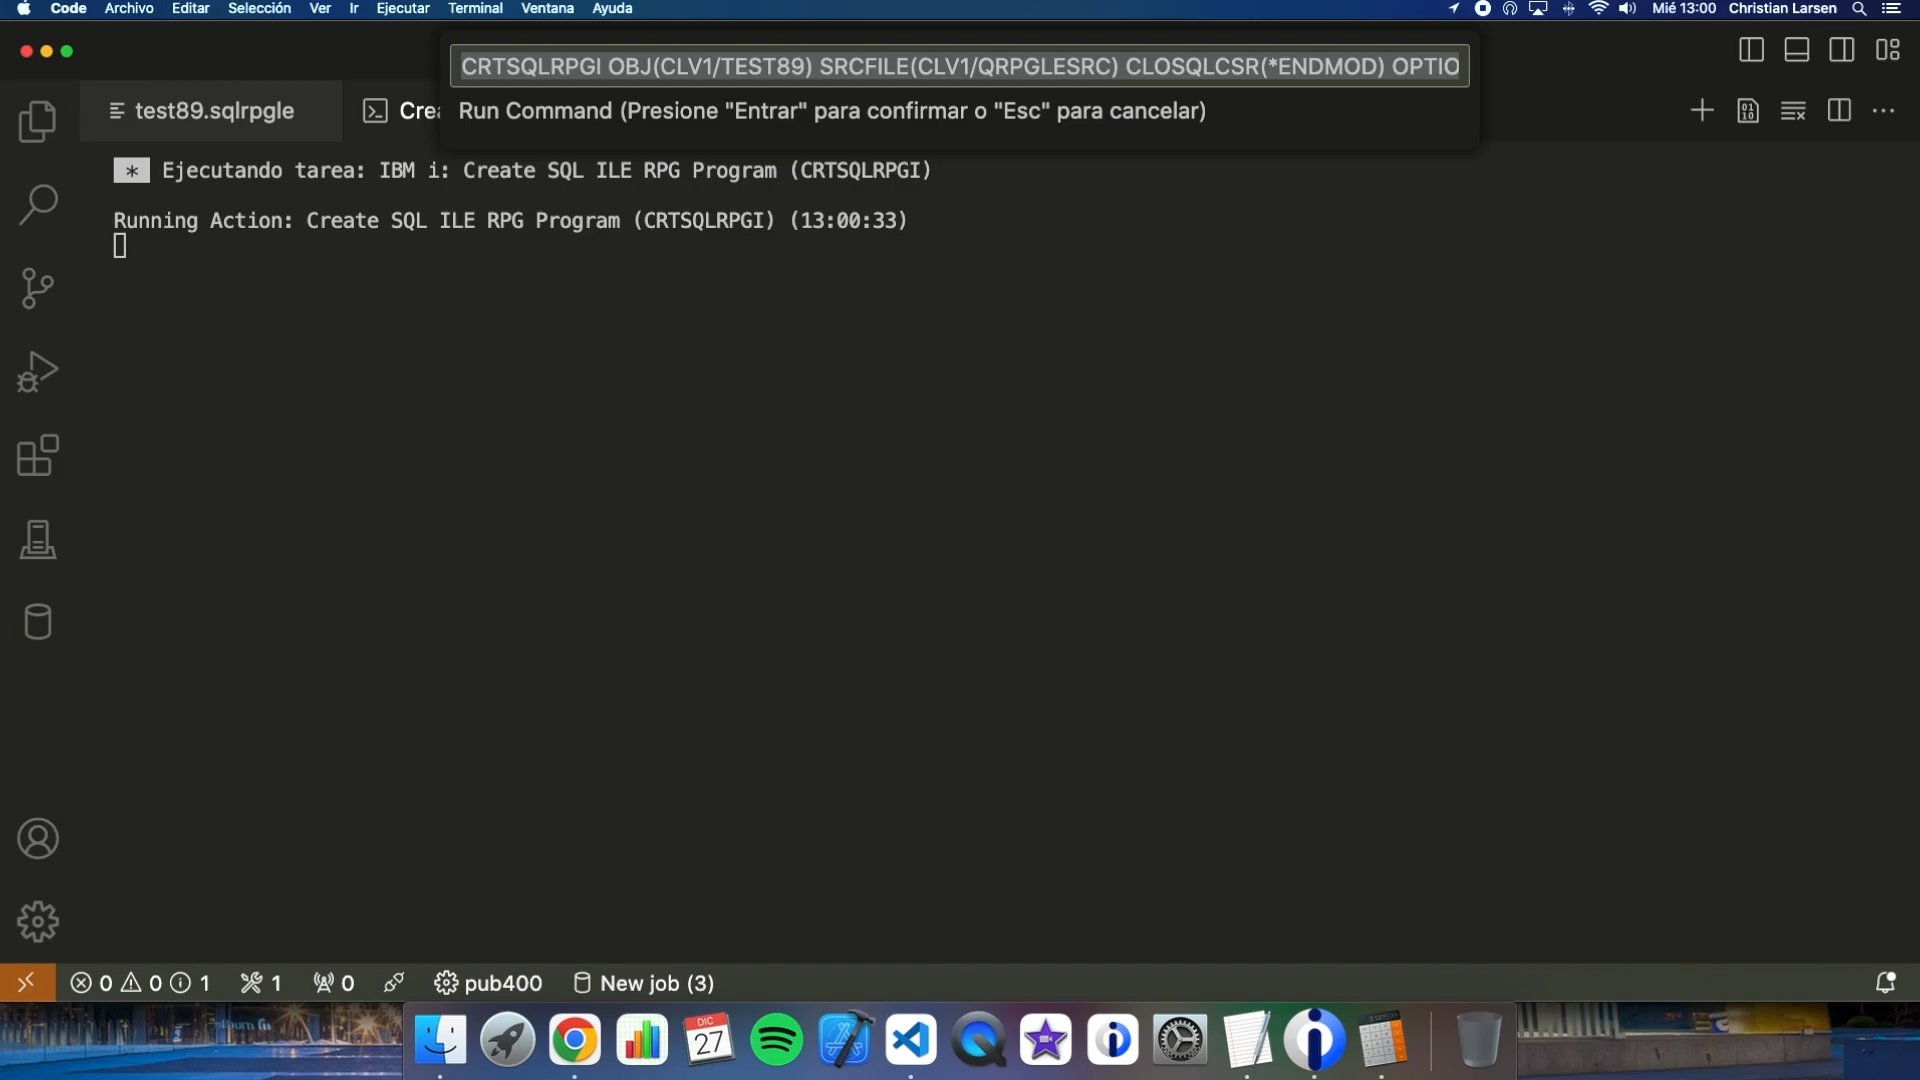 Code Archivo Editar Selección Ver Ir Ejecutar Terminal Ventana Ayuda Mié 13:00 Christian Larsen
CRTSQLRPGI OBJ(CLV1/TEST89) SRCFILE(CLV1/QRPGLESRC) CLOSQLCSR(*ENDMOD) OPTIO
test89.sqlrpgle Crea Run Command (Presione "Entrar" para confirmar o "Esc" para cancelar)
* Ejecutando tarea: IBM i: Create SQL ILE RPG Program (CRTSQLRPGI)
Running Action: Create SQL ILE RPG Program (CRTSQLRPGI) (13:00:33)
0 0 1 1 0 pub400 New job (3)
DIC
27